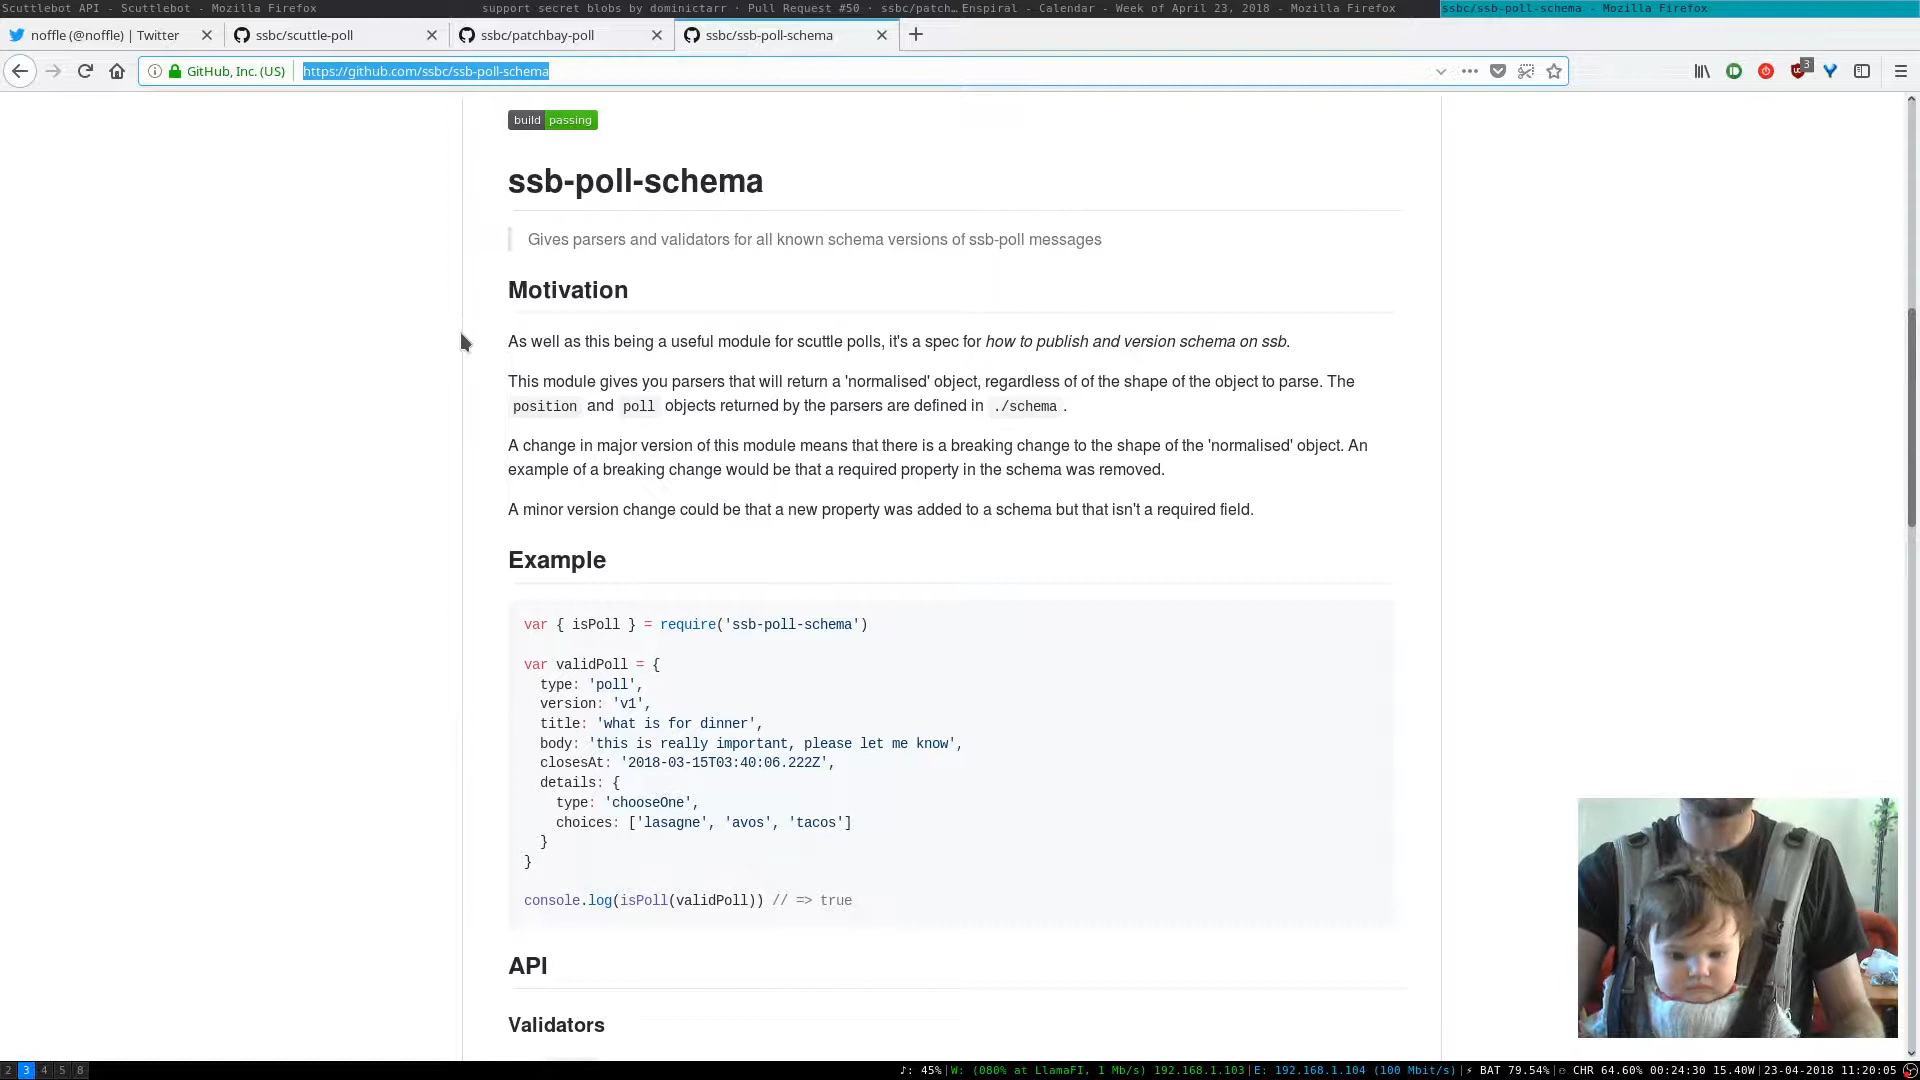 Scuttlebot API - Scuttlebot - Mozilla Firefox
support secret blobs by dominictarr · Pull Request #50 · ssbc/patch…
Enspiral - Calendar - Week of April 23, 2018 - Mozilla Firefox
ssbc/ssb-poll-schema - Mozilla Firefox
noffle (@noffle) | Twitter
ssbc/scuttle-poll
ssbc/patchbay-poll
ssbc/ssb-poll-schema
GitHub, Inc. (US)
https://github.com/ssbc/ssb-poll-schema
3
build passing
ssb-poll-schema
Gives parsers and validators for all known schema versions of ssb-poll messages
Motivation
As well as this being a useful module for scuttle polls, it's a spec for how to publish and version schema on ssb.
This module gives you parsers that will return a 'normalised' object, regardless of of the shape of the object to parse. The
position and poll objects returned by the parsers are defined in ./schema .
A change in major version of this module means that there is a breaking change to the shape of the 'normalised' object. An
example of a breaking change would be that a required property in the schema was removed.
A minor version change could be that a new property was added to a schema but that isn't a required field.
Example
var { isPoll } = require('ssb-poll-schema')
var validPoll = {
type: 'poll',
version: 'v1',
title: 'what is for dinner',
body: 'this is really important, please let me know',
closesAt: '2018-03-15T03:40:06.222Z',
details: {
type: 'chooseOne',
choices: ['lasagne', 'avos', 'tacos']
}
}
console.log(isPoll(validPoll)) // => true
API
Validators
2 3 4 5 8
♪: 45%|W: (080% at LlamaFI, 1 Mb/s) 192.168.1.103|E: 192.168.1.104 (100 Mbit/s)|⚡ BAT 79.54%|☺ CHR 64.60% 00:24:30 15.40W|23-04-2018 11:20:05